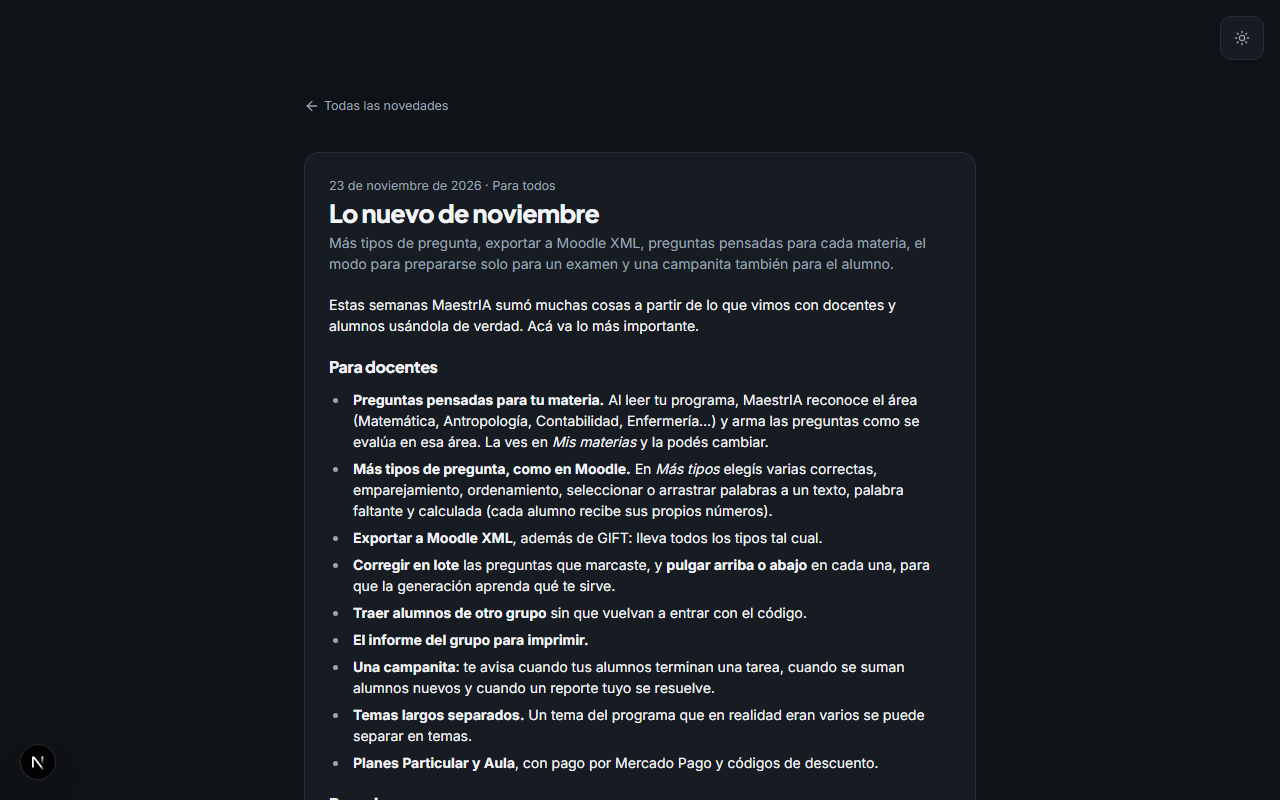 Todas las novedades
23 de noviembre de 2026 · Para todos
Lo nuevo de noviembre
Más tipos de pregunta, exportar a Moodle XML, preguntas pensadas para cada materia, el
modo para prepararse solo para un examen y una campanita también para el alumno.
Estas semanas MaestrIA sumó muchas cosas a partir de lo que vimos con docentes y
alumnos usándola de verdad. Acá va lo más importante.
Para docentes
Preguntas pensadas para tu materia. Al leer tu programa, MaestrIA reconoce el área
(Matemática, Antropología, Contabilidad, Enfermería...) y arma las preguntas como se
evalúa en esa área. La ves en Mis materias y la podés cambiar.
Más tipos de pregunta, como en Moodle. En Más tipos elegís varias correctas,
emparejamiento, ordenamiento, seleccionar o arrastrar palabras a un texto, palabra
faltante y calculada (cada alumno recibe sus propios números).
Exportar a Moodle XML, además de GIFT: lleva todos los tipos tal cual.
Corregir en lote las preguntas que marcaste, y pulgar arriba o abajo en cada una, para
que la generación aprenda qué te sirve.
Traer alumnos de otro grupo sin que vuelvan a entrar con el código.
El informe del grupo para imprimir.
Una campanita: te avisa cuando tus alumnos terminan una tarea, cuando se suman
alumnos nuevos y cuando un reporte tuyo se resuelve.
Temas largos separados. Un tema del programa que en realidad eran varios se puede
separar en temas.
Planes Particular y Aula, con pago por Mercado Pago y códigos de descuento.
N